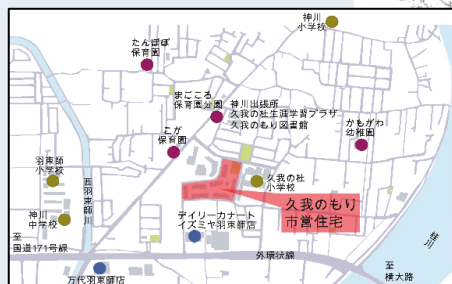 神川
小学校
たんぽぽ
保育園
まごころ
保育園分園
神川出張所
久我の杜生涯学習プラザ
久我のもり図書館
こが
保育園
かもがわ
幼稚園
羽束師
小学校
西羽束師川
久我の杜
小学校
久我のもり
市営住宅
神川
中学校
デイリーカナート
イズミヤ羽束師店
至
国道171号線
外環状線
桂川
万代羽束師店
至
横大路